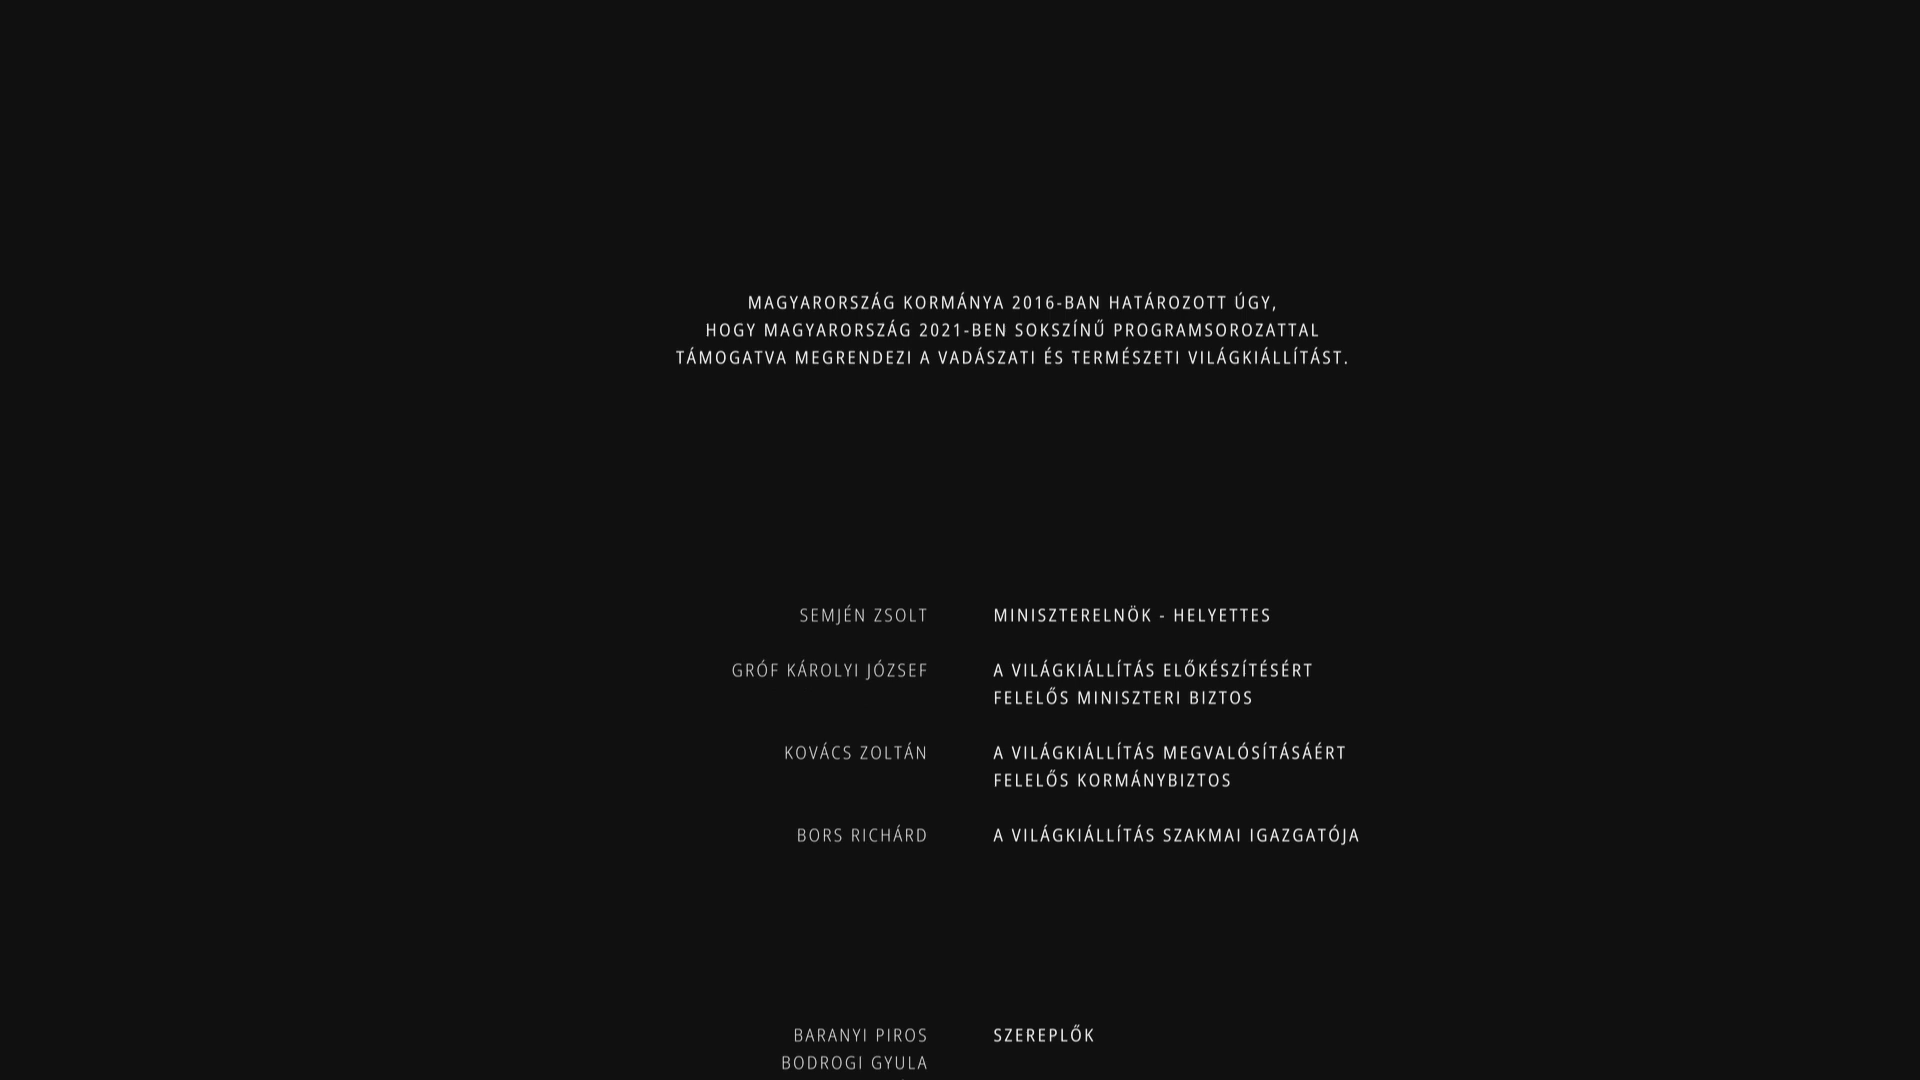 MAGYARORSZÁG KORMÁNYA 2016-BAN HATÁROZOTT ÚGY,
HOGY MAGYARORSZÁG 2021-BEN SOKSZÍNŰ PROGRAMSOROZATTAL
TÁMOGATVA MEGRENDEZI A VADÁSZATI ÉS TERMÉSZETI VILÁGKIÁLLÍTÁST.
SEMJÉN ZSOLT MINISZTERELNÖK - HELYETTES
GRÓF KÁROLYI JÓZSEF A VILÁGKIÁLLÍTÁS ELŐKÉSZÍTÉSÉRT
FELELŐS MINISZTERI BIZTOS
KOVÁCS ZOLTÁN A VILÁGKIÁLLÍTÁS MEGVALÓSÍTÁSÁÉRT
FELELŐS KORMÁNYBIZTOS
BORS RICHÁRD A VILÁGKIÁLLÍTÁS SZAKMAI IGAZGATÓJA
BARANYI PIROS SZEREPLŐK
BODROGI GYULA